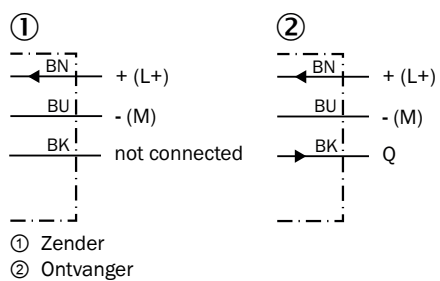 ① ②
BN + (L+) BN + (L+)
BU - (M) BU - (M)
BK not connected BK Q
① Zender
② Ontvanger